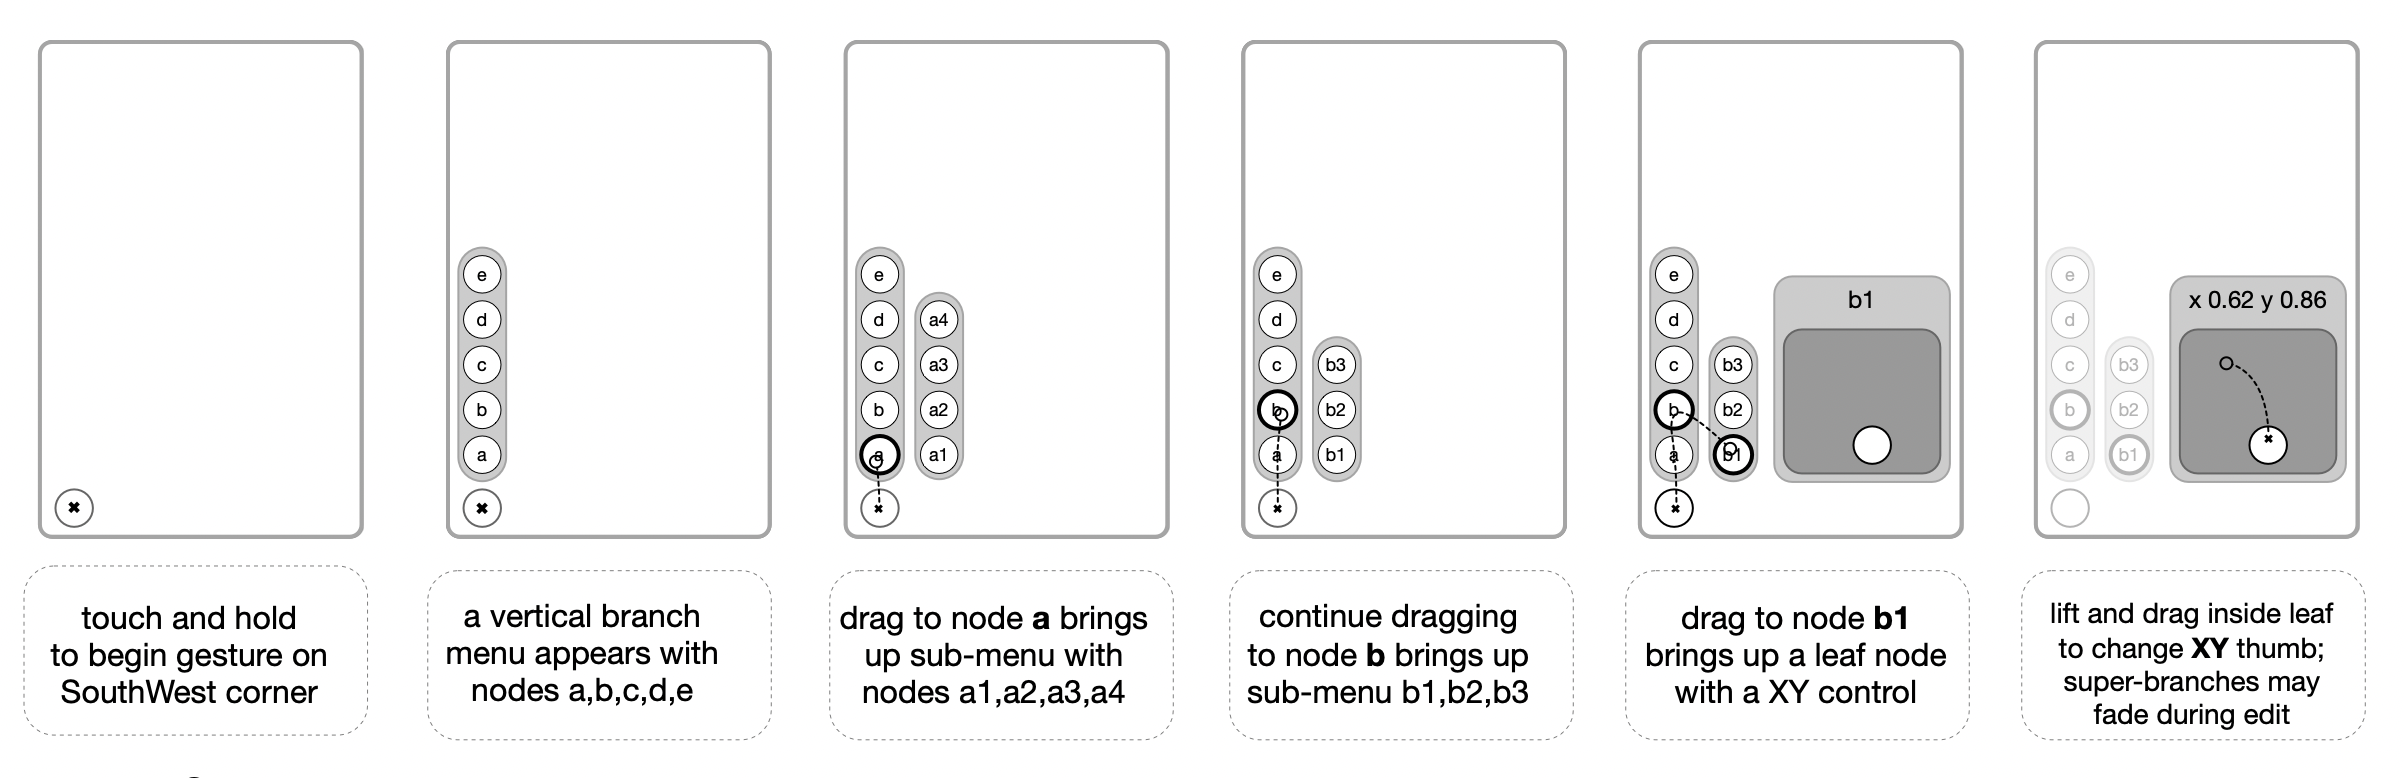 e
d
c
b
a
e
d
c
b
a
a4
a3
a2
a1
e
d
c
b
a
b3
b2
b1
e
d
c
b
a
b3
b2
b1
b1
e
d
c
b
a
b3
b2
b1
x 0.62 y 0.86
touch and hold
to begin gesture on
SouthWest corner
a vertical branch
menu appears with
nodes a,b,c,d,e
drag to node a brings
up sub-menu with
nodes a1,a2,a3,a4
continue dragging
to node b brings up
sub-menu b1,b2,b3
drag to node b1
brings up a leaf node
with a XY control
lift and drag inside leaf
to change XY thumb;
super-branches may
fade during edit